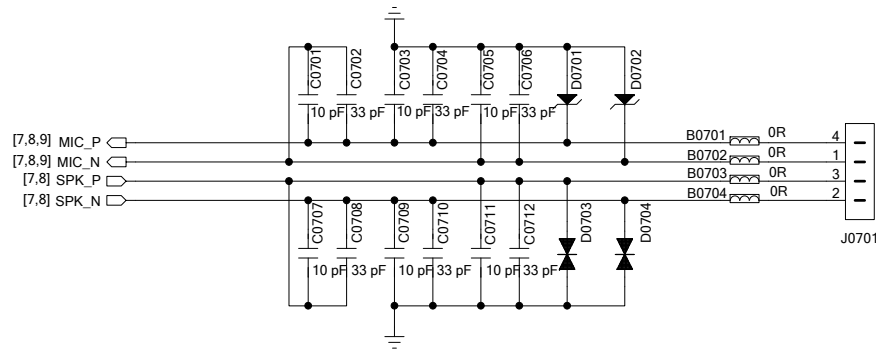 C0701
C0702
C0703
C0704
C0705
C0706
D0701
D0702
10 pF 33 pF
10 pF 33 pF
10 pF 33 pF
[7,8,9] MIC_P
[7,8,9] MIC_N
[7,8] SPK_P
[7,8] SPK_N
B0701 0R 4
B0702 0R 1
B0703 0R 3
B0704 0R 2
J0701
C0707
C0708
C0709
C0710
C0711
C0712
D0703
D0704
10 pF 33 pF
10 pF 33 pF
10 pF 33 pF